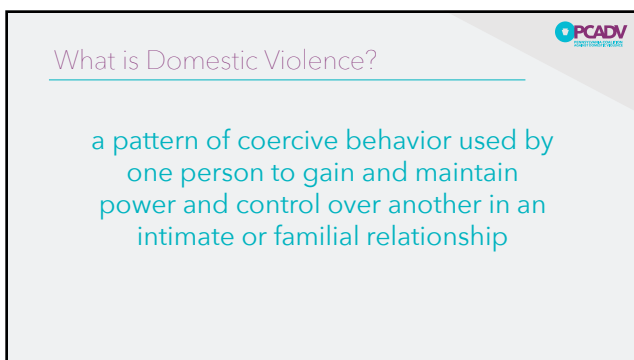 PCADV
What is Domestic Violence?
a pattern of coercive behavior used by
one person to gain and maintain
power and control over another in an
intimate or familial relationship